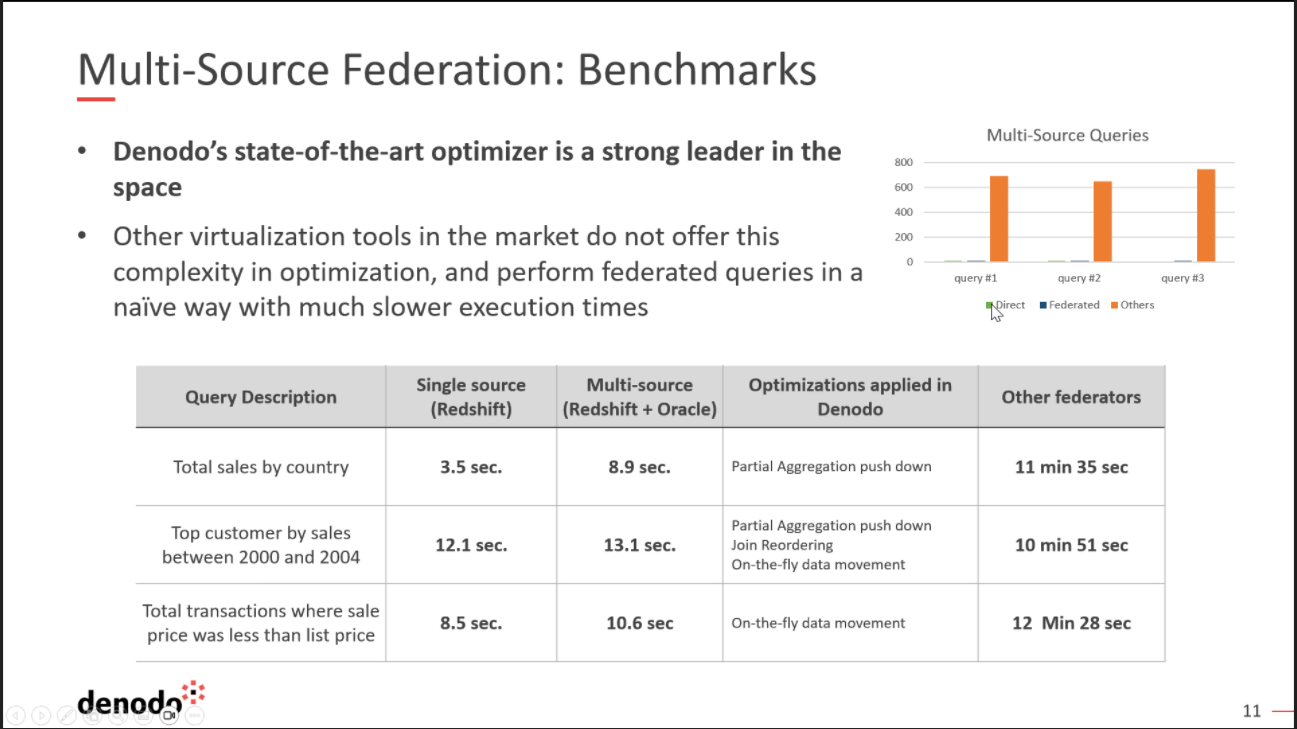 Multi-Source Federation: Benchmarks
• Denodo’s state-of-the-art optimizer is a strong leader in the
space
• Other virtualization tools in the market do not offer this
complexity in optimization, and perform federated queries in a
naïve way with much slower execution times
Multi-Source Queries
800
600
400
200
0
query #1 query #2 query #3
Direct Federated Others
Query Description
Single source
(Redshift)
Multi-source
(Redshift + Oracle)
Optimizations applied in
Denodo
Other federators
Total sales by country
3.5 sec.
8.9 sec.
Partial Aggregation push down
11 min 35 sec
Top customer by sales
between 2000 and 2004
12.1 sec.
13.1 sec.
Partial Aggregation push down
Join Reordering
On-the-fly data movement
10 min 51 sec
Total transactions where sale
price was less than list price
8.5 sec.
10.6 sec
On-the-fly data movement
12 Min 28 sec
denodo
11